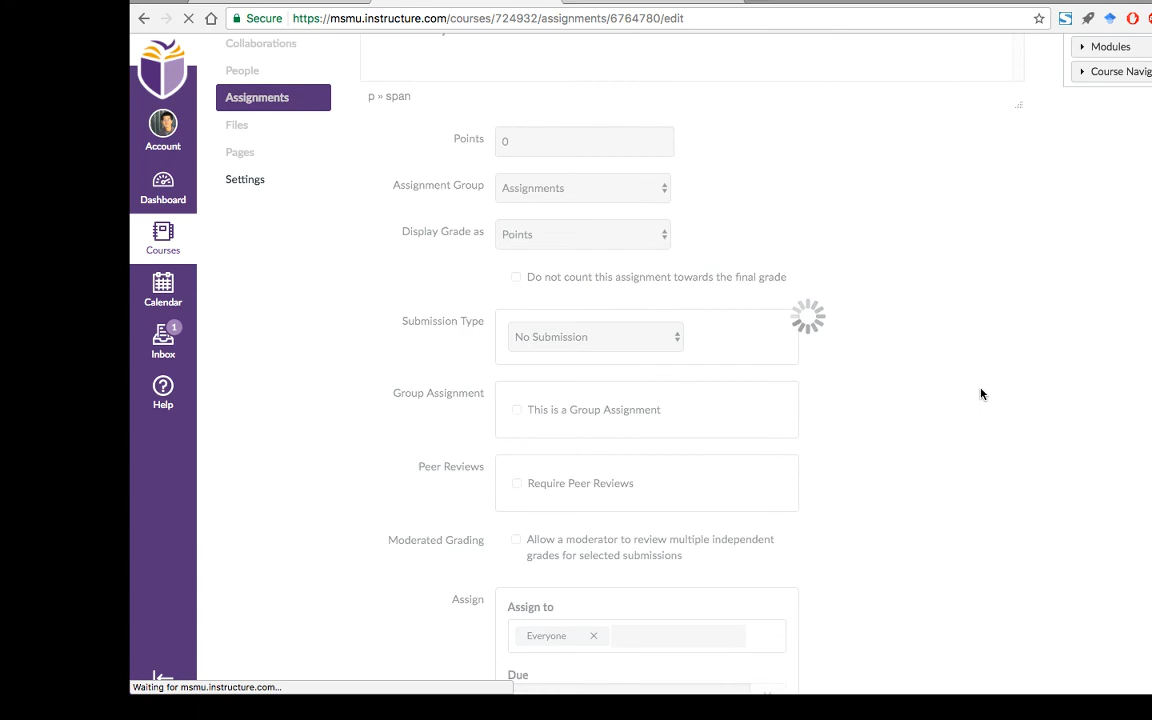 Secure https://msmu.instructure.com/courses/724932/assignments/6764780/edit
Collaborations
People
Assignments
Files
Pages
Settings
Account
Dashboard
Courses
Calendar
1
Inbox
Help
Modules
Course Navig
p » span
Points 0
Assignment Group Assignments
Display Grade as Points
Do not count this assignment towards the final grade
Submission Type No Submission
Group Assignment This is a Group Assignment
Peer Reviews Require Peer Reviews
Moderated Grading Allow a moderator to review multiple independent
grades for selected submissions
Assign Assign to
Everyone ×
Due
Waiting for msmu.instructure.com...